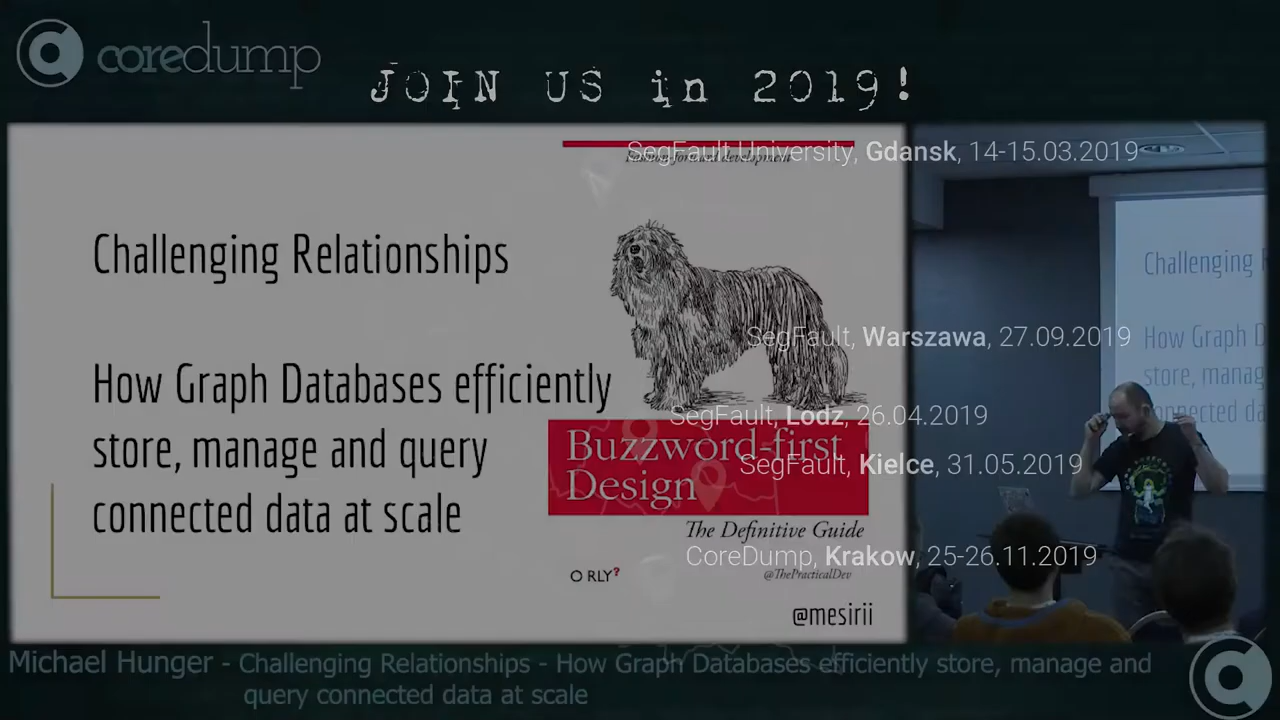 coredump
JOIN US in 2019!
SegFault University, Gdansk, 14-15.03.2019
Challenging Relationships
How Graph Databases efficiently
store, manage and query
connected data at scale
SegFault, Warszawa, 27.09.2019
SegFault, Lodz, 26.04.2019
Buzzword-first
Design
SegFault, Kielce, 31.05.2019
The Definitive Guide
CoreDump, Krakow, 25-26.11.2019
O RLY?
@ThePracticalDev
@mesirii
Challenging
How Graph D
store, manag
connected da
Michael Hunger - Challenging Relationships - How Graph Databases efficiently store, manage and
query connected data at scale